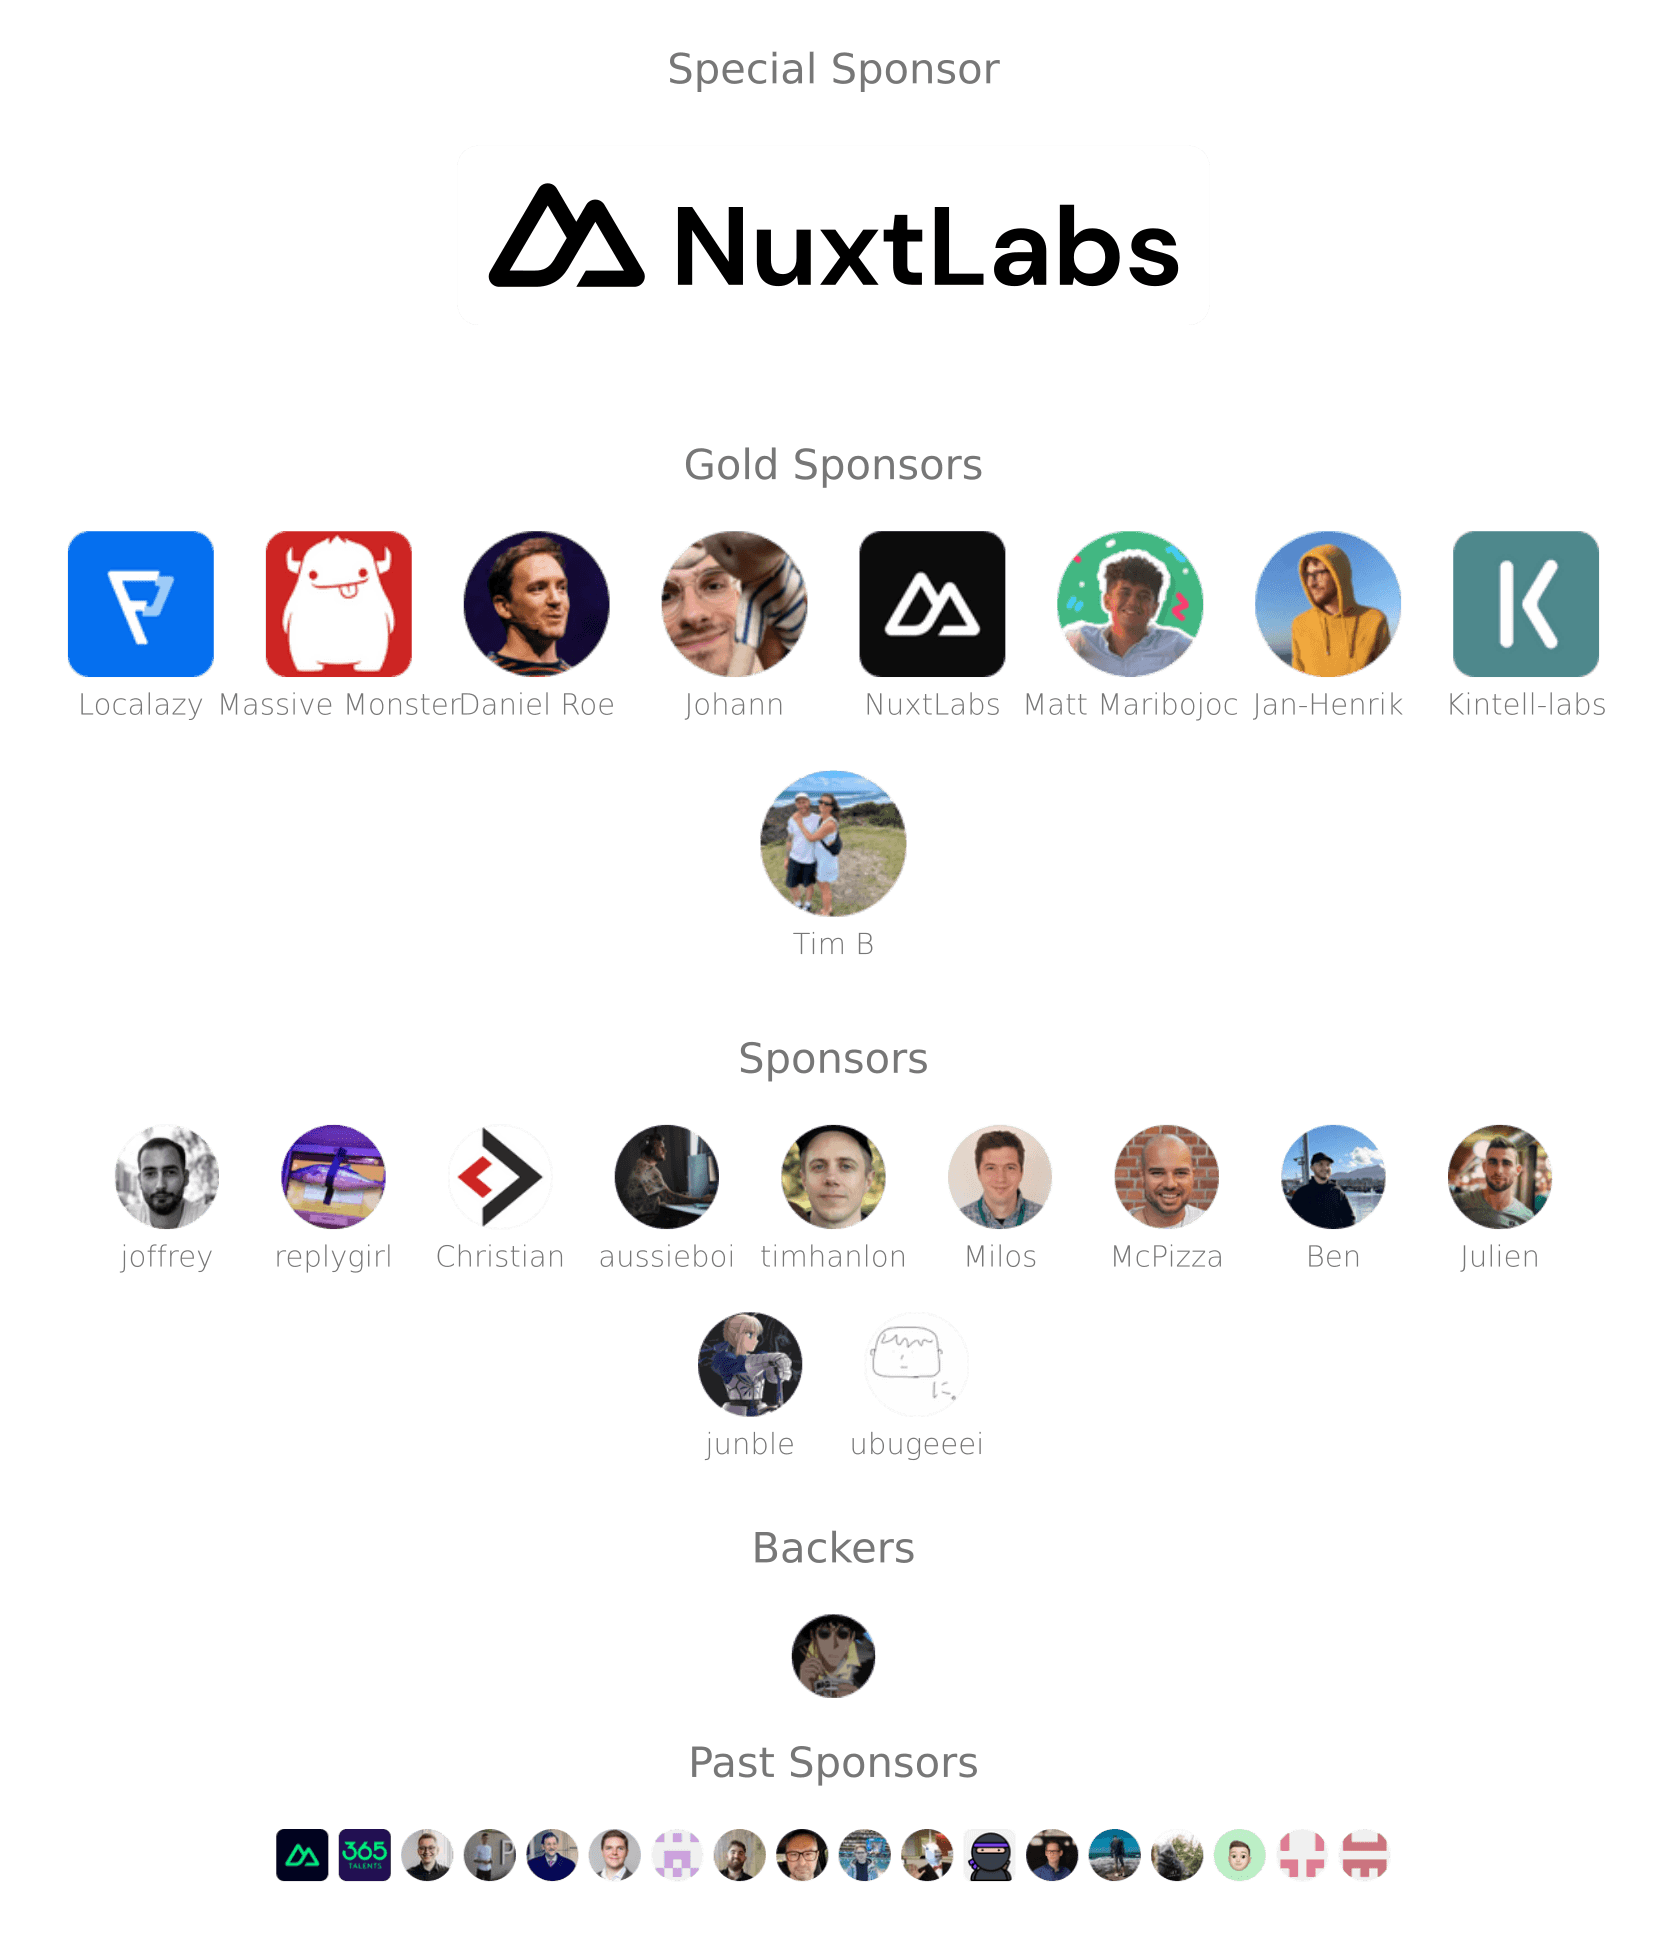 Special Sponsor
NuxtLabs
Gold Sponsors
Localazy Massive Monster Daniel Roe Johann NuxtLabs Matt Maribojoc Jan-Henrik Kintell-labs
Tim B
Sponsors
joffrey replygirl Christian aussieboi timhanlon Milos McPizza Ben Julien
junble ubugeeei
Backers
Past Sponsors
365
TALENTS